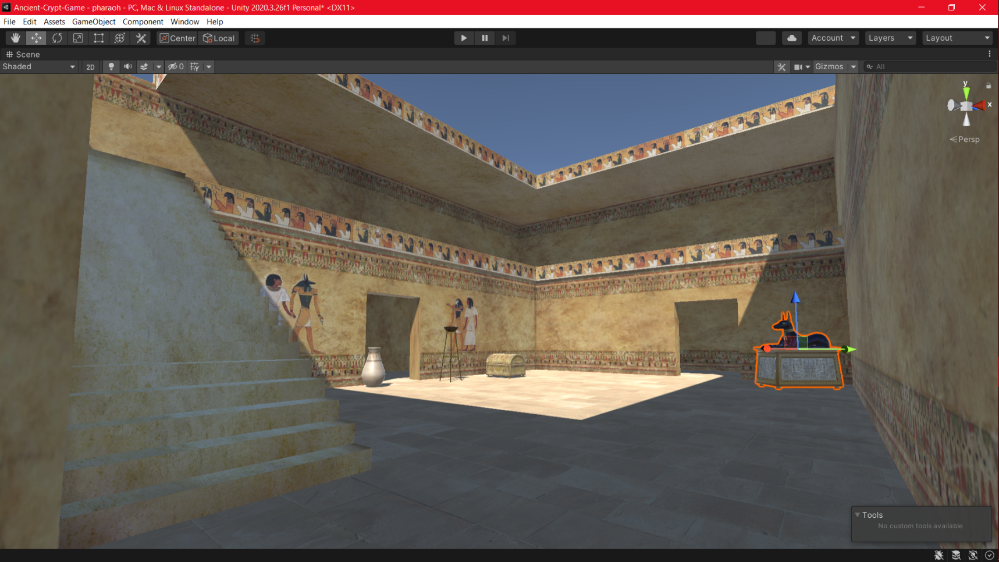 Ancient-Crypt-Game - pharaoh - PC, Mac & Linux Standalone - Unity 2020.3.26f1 Personal* <DX11>
File Edit Assets GameObject Component Window Help
Center Local Account Layers Layout
Scene
Shaded 2D 0 Gizmos All
y
x
Persp
Tools
No custom tools available